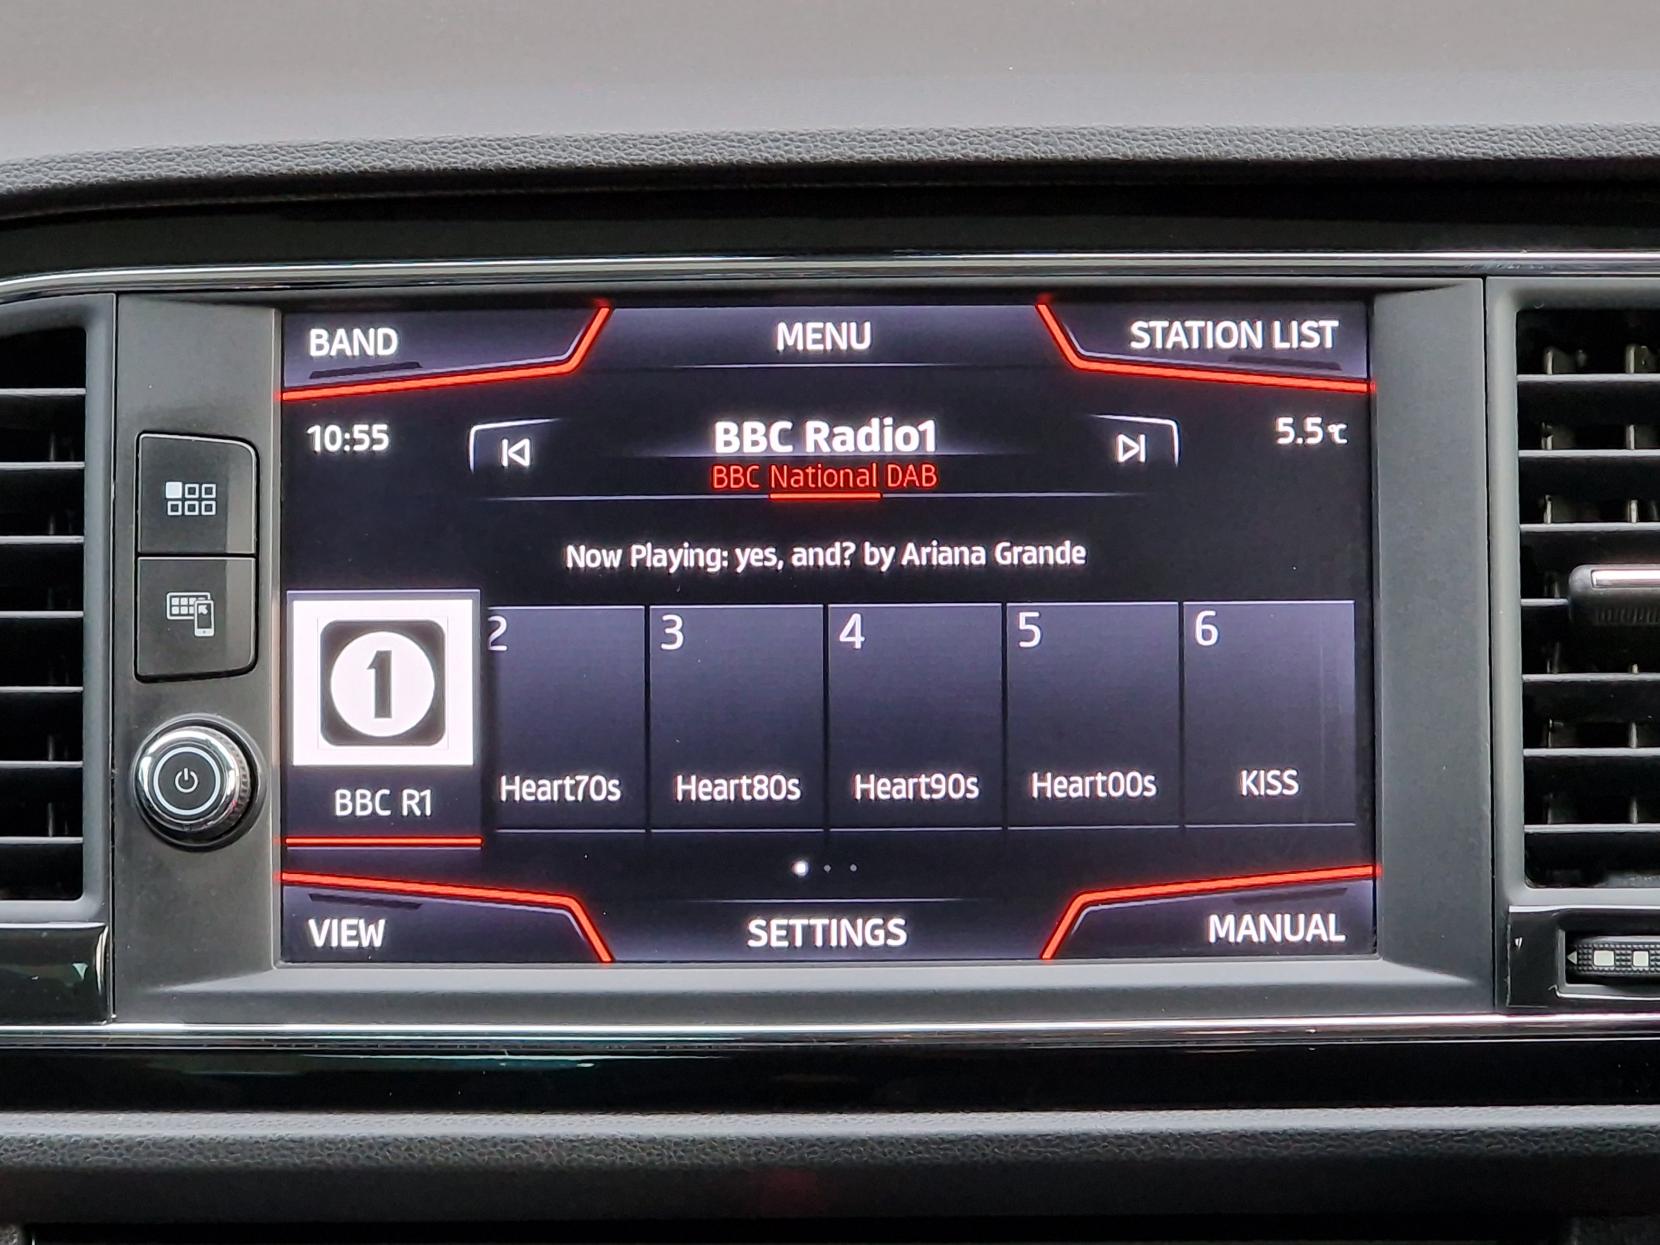 BAND
MENU
STATION LIST
10:55
BBC Radio1
5.5℃
BBC National DAB
Now Playing: yes, and? by Ariana Grande
1
2
3
4
5
6
BBC R1
Heart70s
Heart80s
Heart90s
Heart00s
KISS
VIEW
SETTINGS
MANUAL